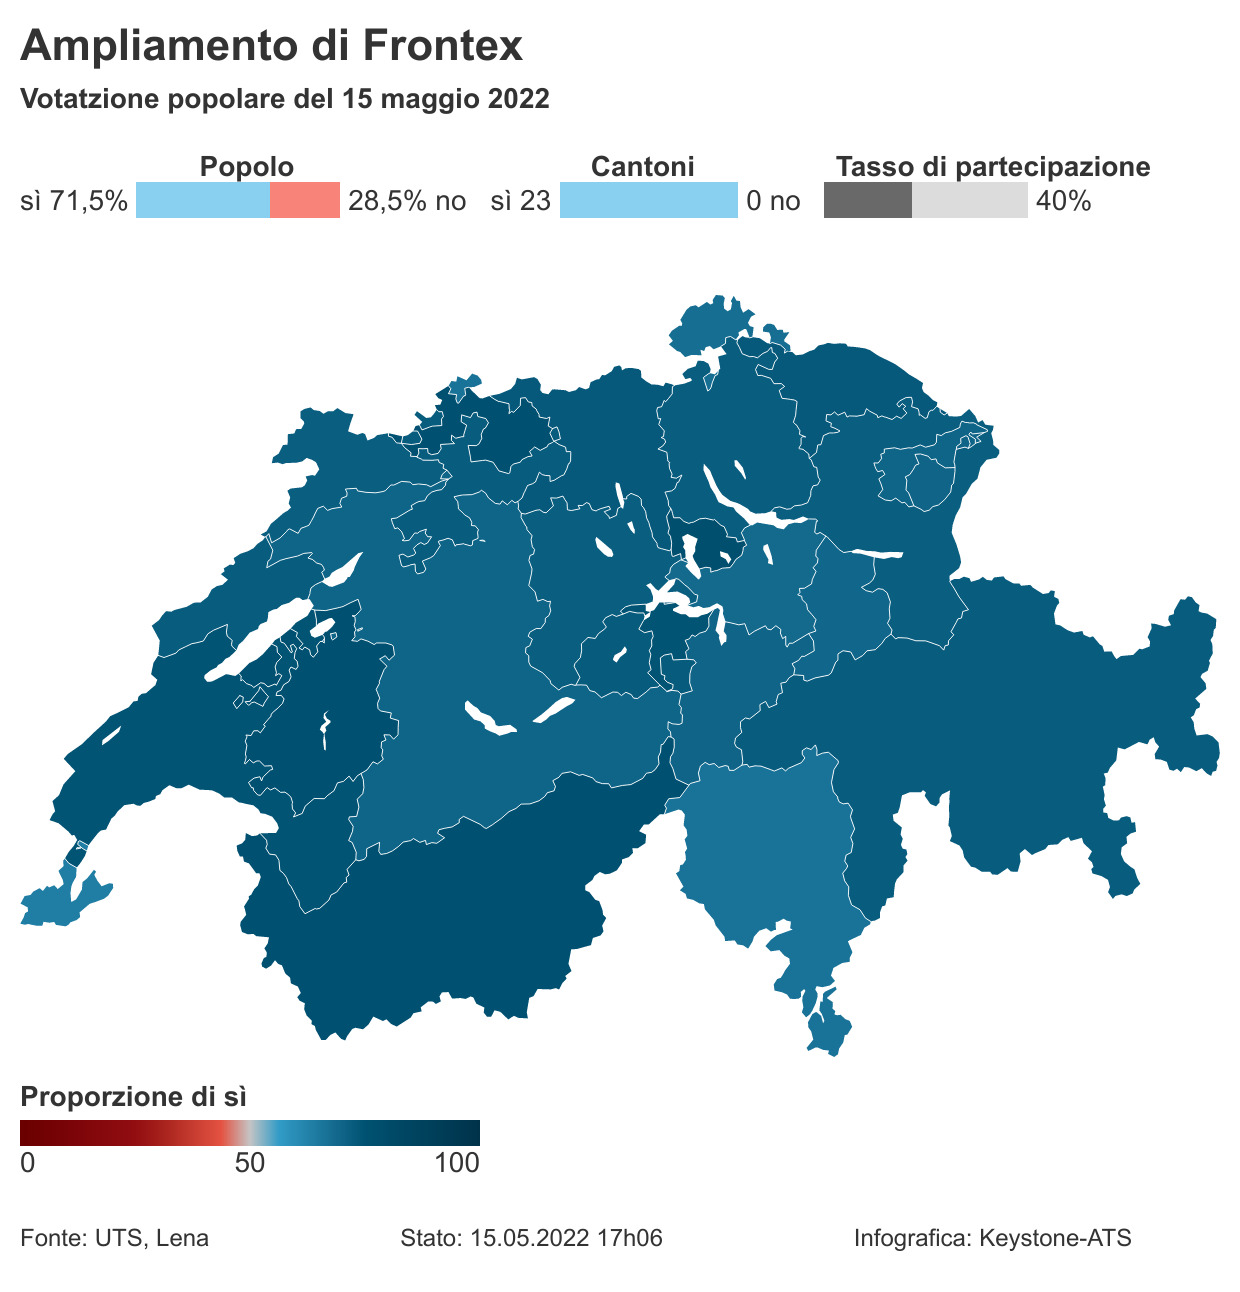 Ampliamento di Frontex
Votatzione popolare del 15 maggio 2022
Popolo Cantoni Tasso di partecipazione
sì 71,5% 28,5% no sì 23 0 no 40%
Proporzione di sì
0 50 100
Fonte: UTS, Lena Stato: 15.05.2022 17h06 Infografica: Keystone-ATS